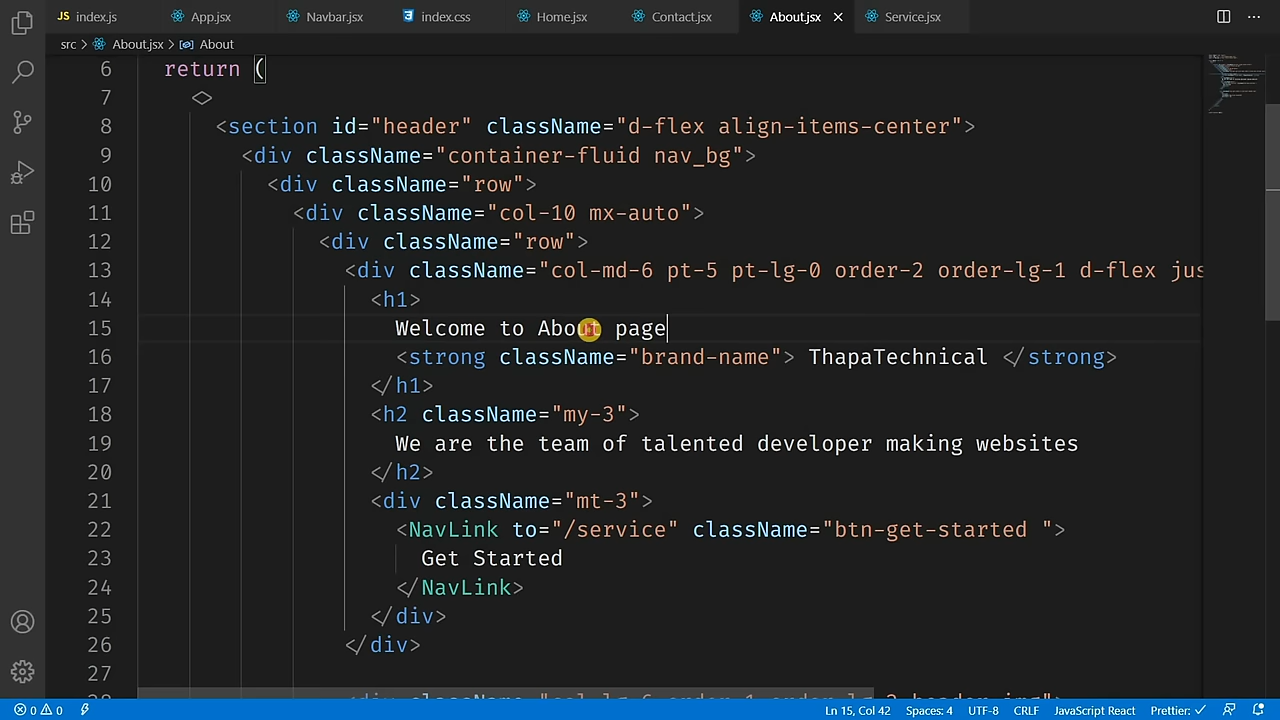 JS index.js App.jsx Navbar.jsx index.css Home.jsx Contact.jsx About.jsx Service.jsx
src > About.jsx > About
6 return (
7 <>
8 <section id="header" className="d-flex align-items-center">
9 <div className="container-fluid nav_bg">
10 <div className="row">
11 <div className="col-10 mx-auto">
12 <div className="row">
13 <div className="col-md-6 pt-5 pt-lg-0 order-2 order-lg-1 d-flex jus
14 <h1>
15 Welcome to About page
16 <strong className="brand-name"> ThapaTechnical </strong>
17 </h1>
18 <h2 className="my-3">
19 We are the team of talented developer making websites
20 </h2>
21 <div className="mt-3">
22 <NavLink to="/service" className="btn-get-started ">
23 Get Started
24 </NavLink>
25 </div>
26 </div>
27
0 0 Ln 15, Col 42 Spaces: 4 UTF-8 CRLF JavaScript React Prettier: ✓